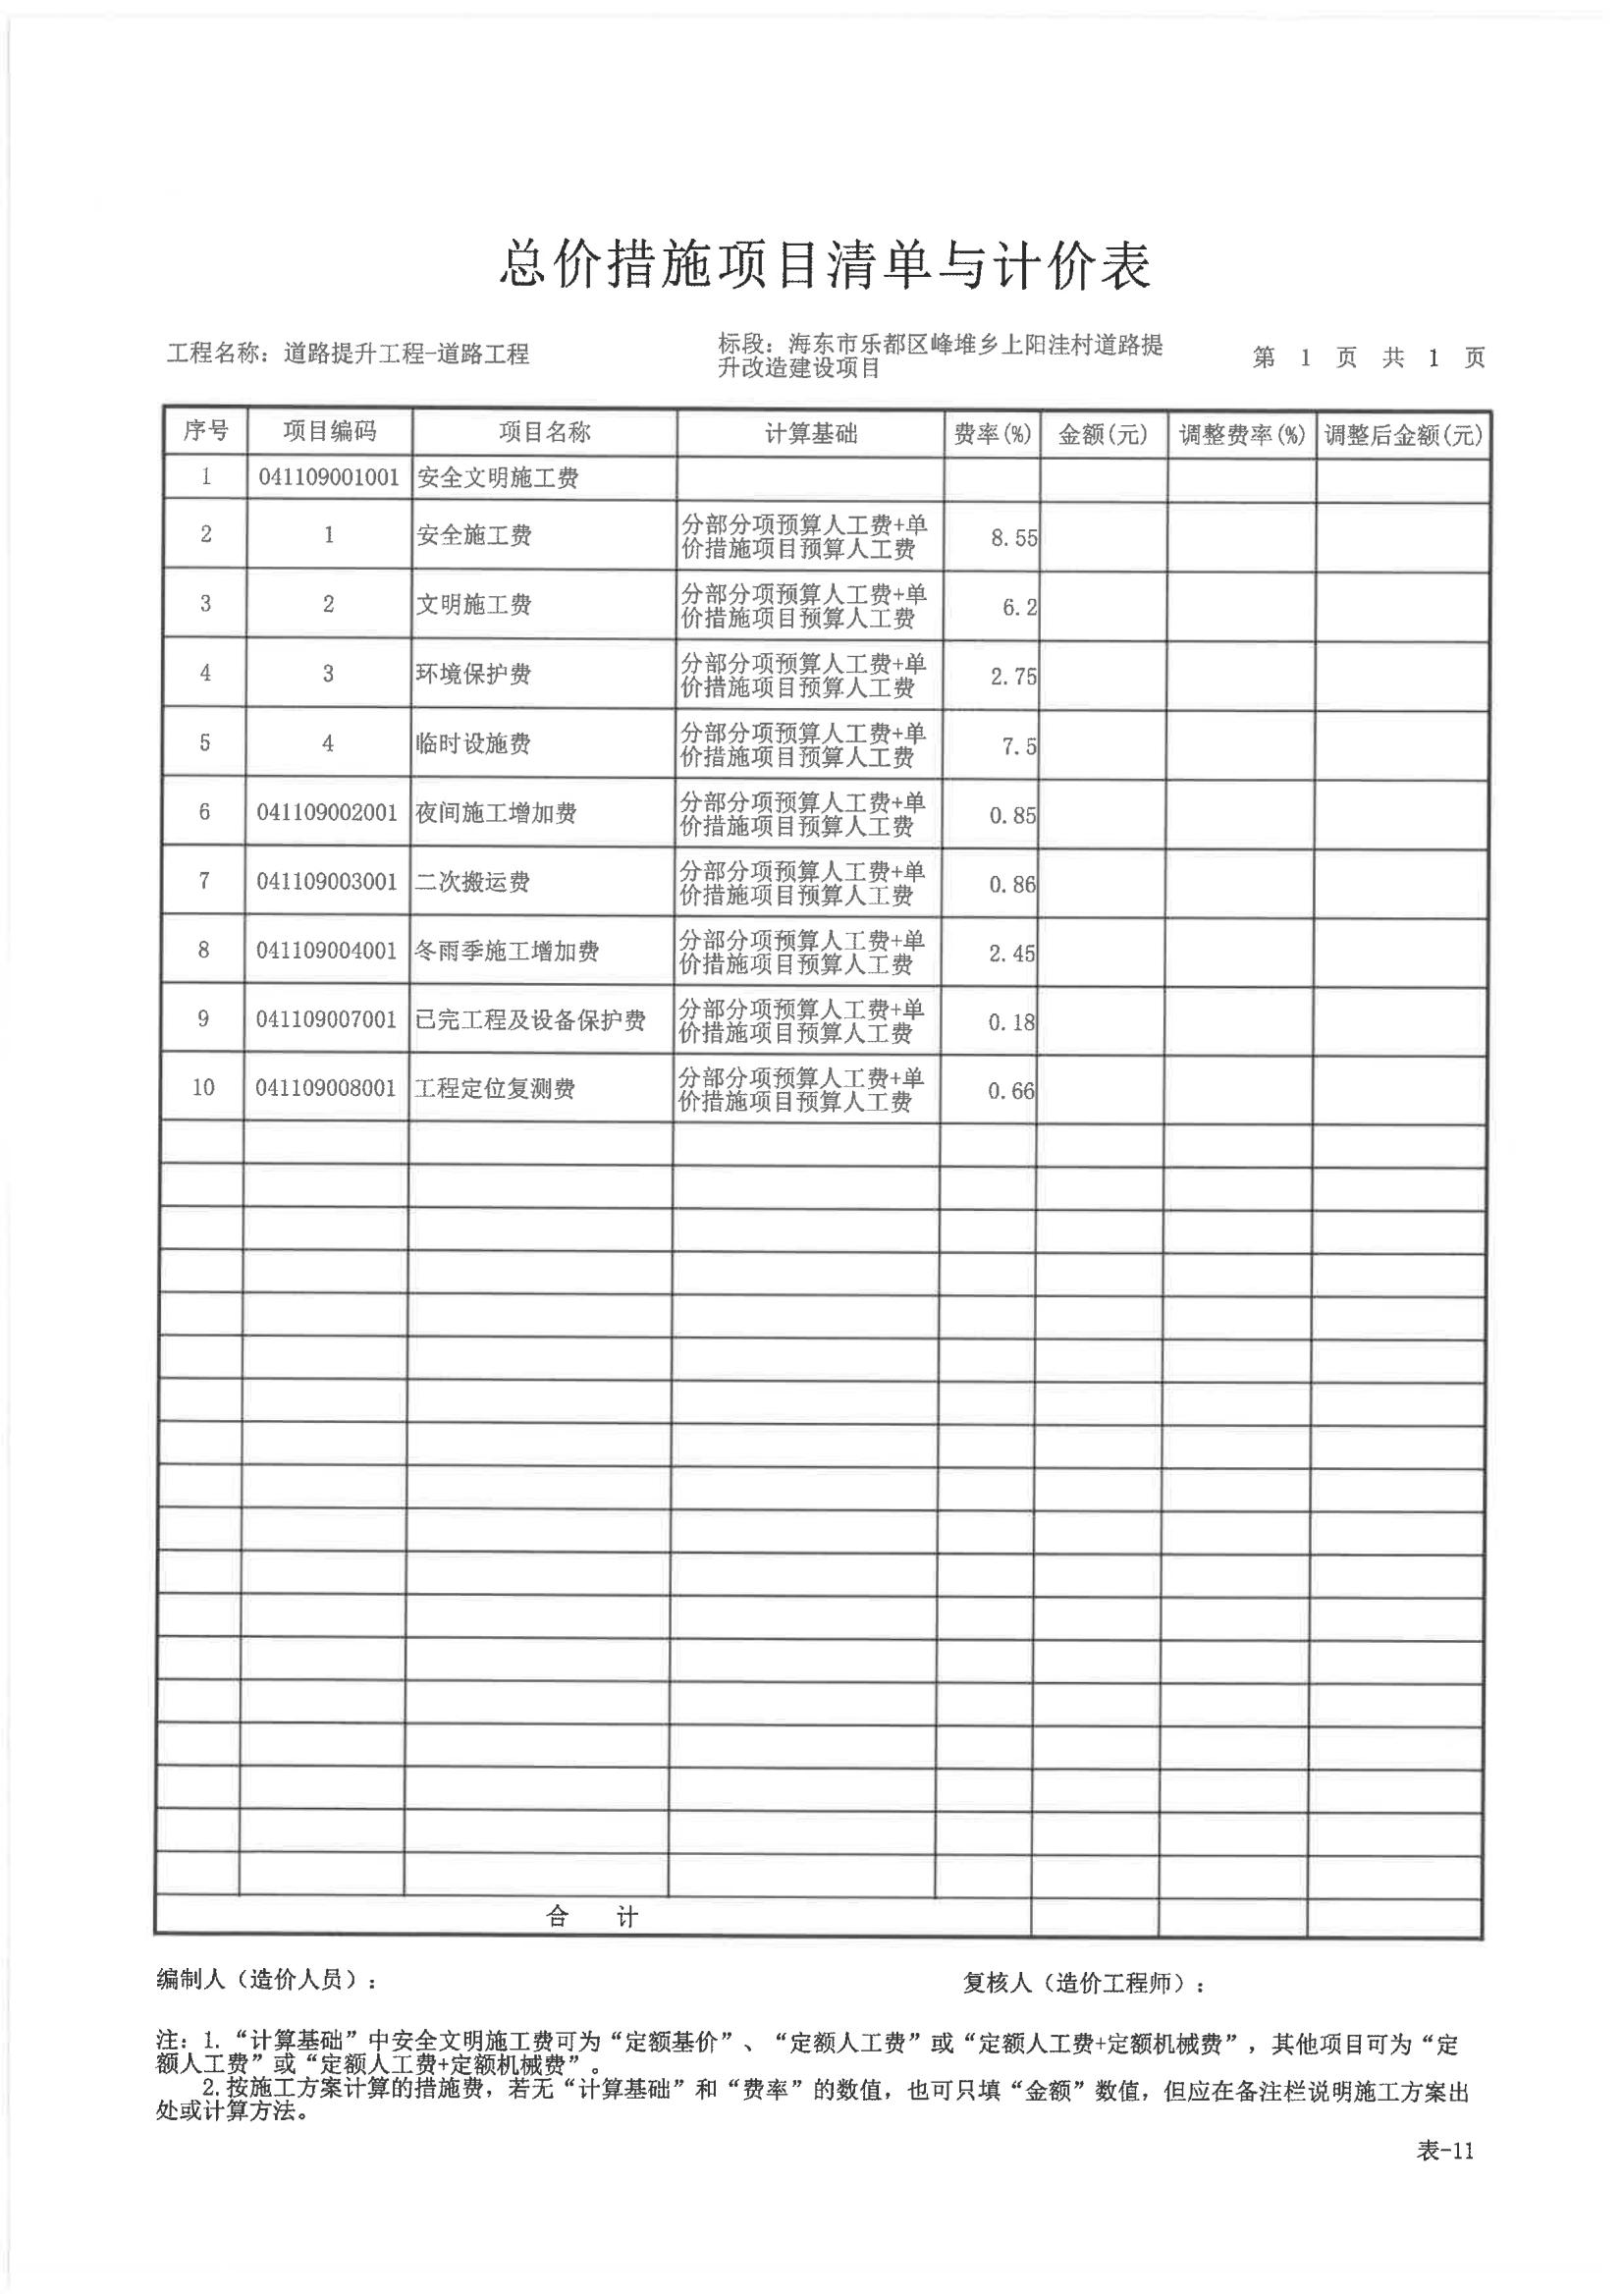 总价措施项目清单与计价表
工程名称：道路提升工程-道路工程
标段：海东市乐都区峰堆乡上阳洼村道路提
升改造建设项目
第 1 页 共 1 页
序号 项目编码 项目名称 计算基础 费率(%) 金额(元) 调整费率(%) 调整后金额(元)
1 041109001001 安全文明施工费
2 1 安全施工费 分部分项预算人工费+单
价措施项目预算人工费 8.55
3 2 文明施工费 分部分项预算人工费+单
价措施项目预算人工费 6.2
4 3 环境保护费 分部分项预算人工费+单
价措施项目预算人工费 2.75
5 4 临时设施费 分部分项预算人工费+单
价措施项目预算人工费 7.5
6 041109002001 夜间施工增加费 分部分项预算人工费+单
价措施项目预算人工费 0.85
7 041109003001 二次搬运费 分部分项预算人工费+单
价措施项目预算人工费 0.86
8 041109004001 冬雨季施工增加费 分部分项预算人工费+单
价措施项目预算人工费 2.45
9 041109007001 已完工程及设备保护费 分部分项预算人工费+单
价措施项目预算人工费 0.18
10 041109008001 工程定位复测费 分部分项预算人工费+单
价措施项目预算人工费 0.66
合 计
编制人（造价人员）： 复核人（造价工程师）：
注：1.“计算基础”中安全文明施工费可为“定额基价”、“定额人工费”或“定额人工费+定额机械费”，其他项目可为“定
额人工费”或“定额人工费+定额机械费”。
2.按施工方案计算的措施费，若无“计算基础”和“费率”的数值，也可只填“金额”数值，但应在备注栏说明施工方案出
处或计算方法。
表-11